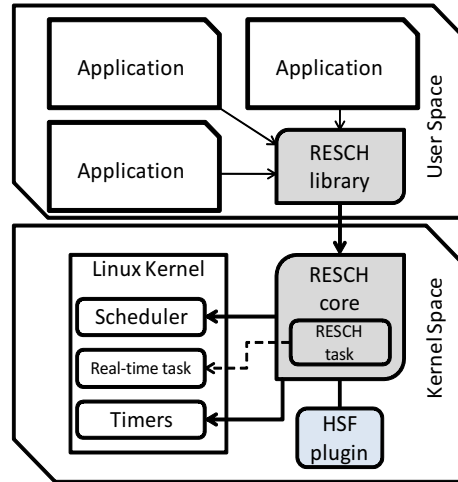 Application
Application
Application
RESCH
library
User Space
Linux Kernel
Scheduler
Real-time task
Timers
RESCH
core
RESCH
task
HSF
plugin
Kernel Space